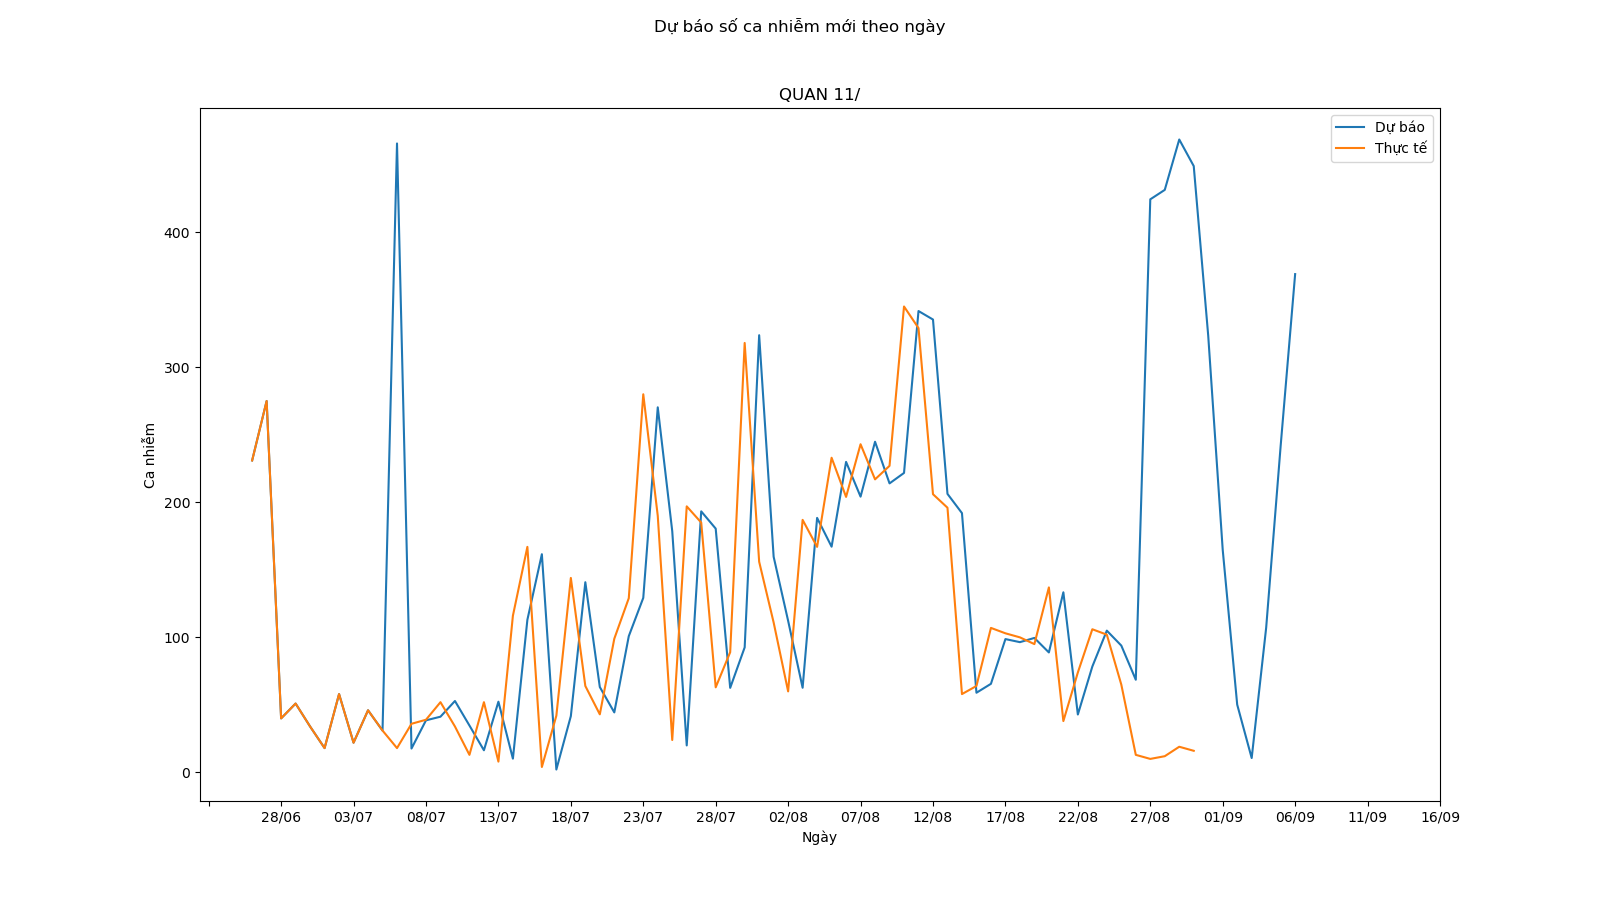 Dự báo số ca nhiễm mới theo ngày
QUAN 11/
Dự báo
Thực tế
400
300
200
100
0
Ca nhiễm
28/06 03/07 08/07 13/07 18/07 23/07 28/07 02/08 07/08 12/08 17/08 22/08 27/08 01/09 06/09 11/09 16/09
Ngày